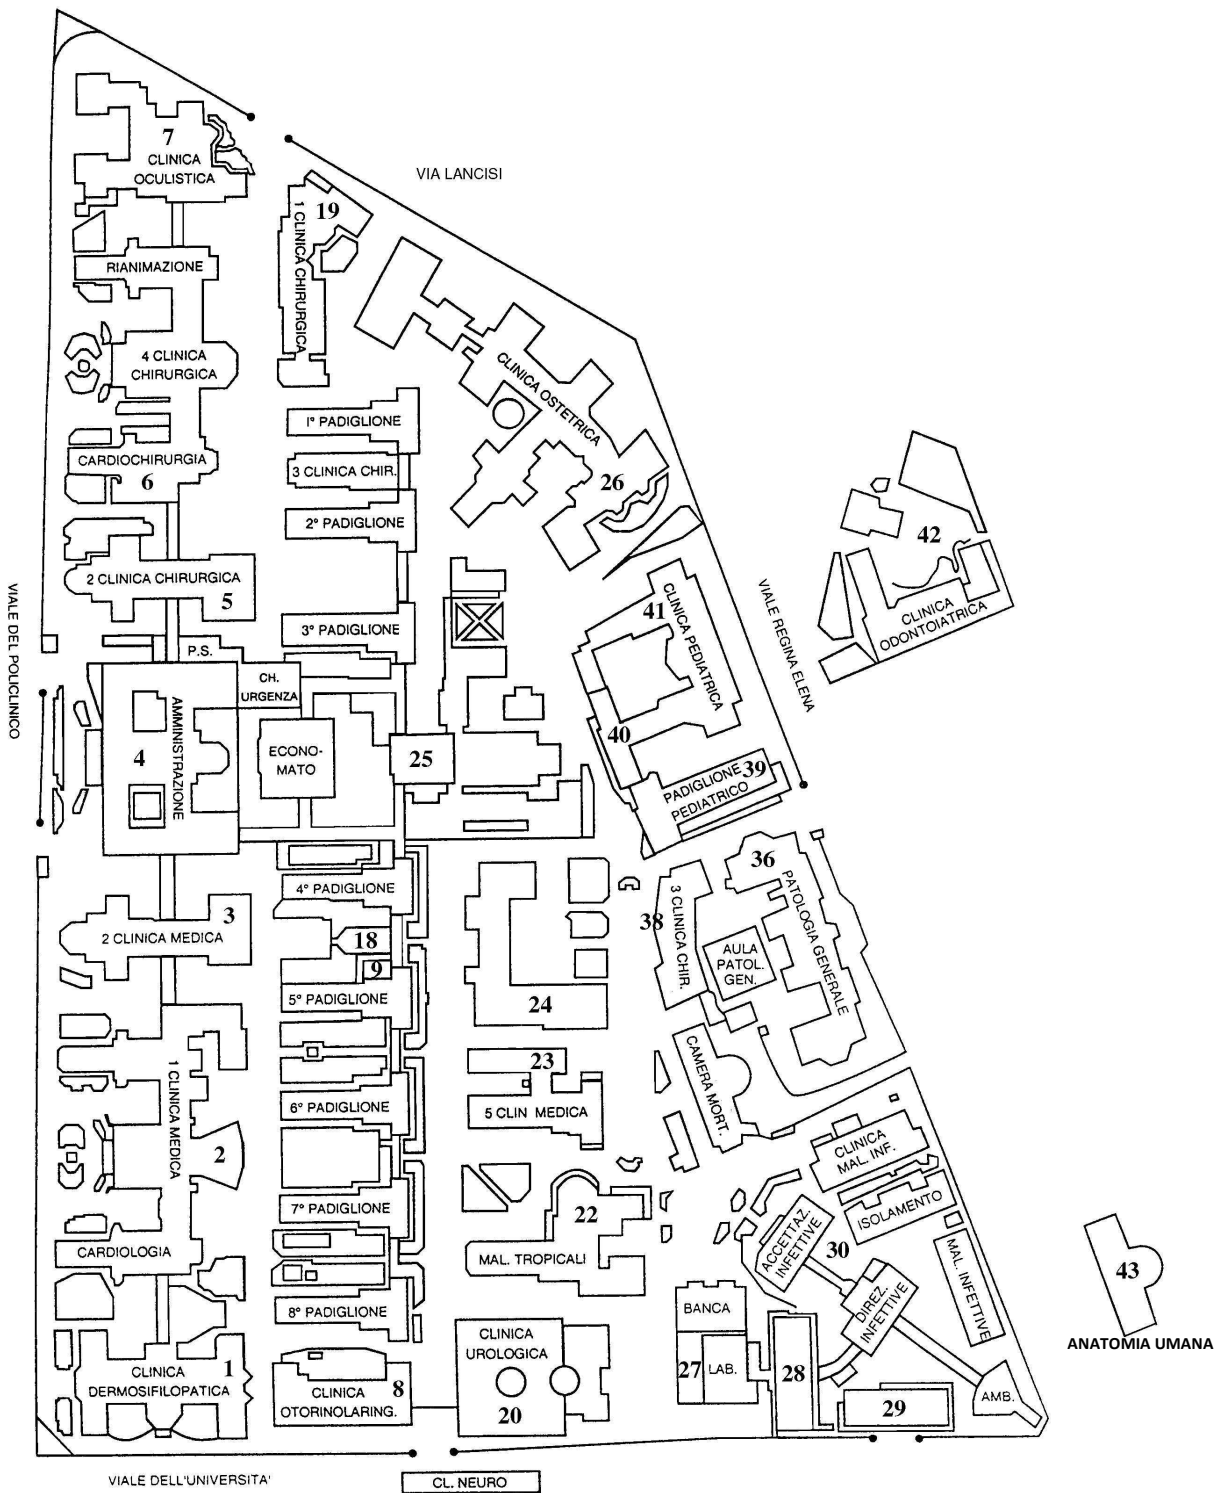 VIA LANCISI
7
CLINICA
OCULISTICA
19
1 CLINICA CHIRURGICA
RIANIMAZIONE
4 CLINICA
CHIRURGICA
CLINICA OSTETRICA
1° PADIGLIONE
CARDIOCHIRURGIA
6
3 CLINICA CHIR.
26
2° PADIGLIONE
42
CLINICA
ODONTOIATRICA
2 CLINICA CHIRURGICA
5
41
CLINICA PEDIATRICA
VIALE REGINA ELENA
VIALE DEL POLICLINICO
3° PADIGLIONE
P.S.
CH.
URGENZA
AMMINISTRAZIONE
4
ECONO-
MATO
25
40
39
PADIGLIONE
PEDIATRICO
36
PATOLOGIA GENERALE
4° PADIGLIONE
3
2 CLINICA MEDICA
18
38
3 CLINICA CHIR.
AULA
PATOL.
GEN.
9
5° PADIGLIONE
24
23
CAMERA MORT.
1 CLINICA MEDICA
6° PADIGLIONE
5 CLIN MEDICA
2
CLINICA
MAL. INF.
7° PADIGLIONE
22
ACCETTAZ.
INFETTIVE
ISOLAMENTO
30
CARDIOLOGIA
MAL. TROPICALI
MAL. INFETTIVE
43
ANATOMIA UMANA
8° PADIGLIONE
BANCA
DIREZ.
INFETTIVE
CLINICA
UROLOGICA
20
1
CLINICA
DERMOSIFILOPATICA
8
CLINICA
OTORINOLARING.
27
LAB.
28
29
AMB.
VIALE DELL'UNIVERSITA'
CL. NEURO